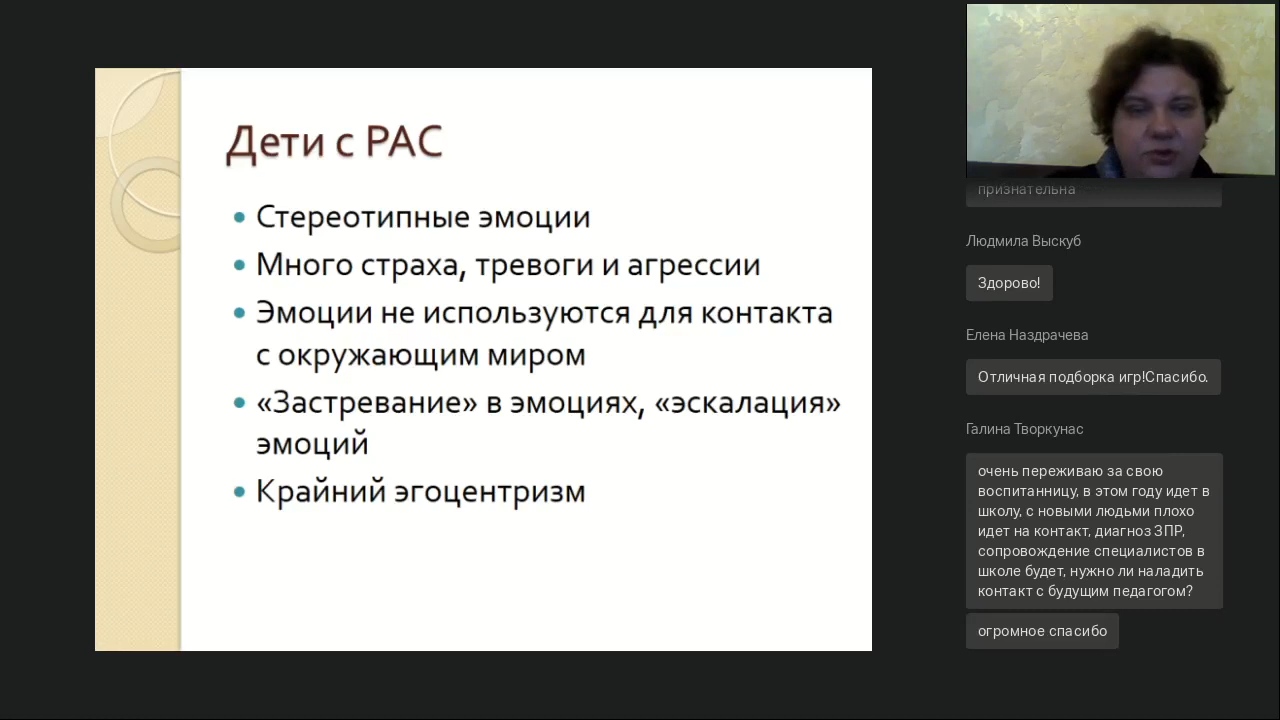 Дети с РАС
• Стереотипные эмоции
• Много страха, тревоги и агрессии
• Эмоции не используются для контакта
с окружающим миром
• «Застревание» в эмоциях, «эскалация»
эмоций
• Крайний эгоцентризм
признательна
Людмила Выскуб
Здорово!
Елена Наздрачева
Отличная подборка игр!Спасибо.
Галина Творкунас
очень переживаю за свою
воспитанницу, в этом году идет в
школу, с новыми людьми плохо
идет на контакт, диагноз ЗПР,
сопровождение специалистов в
школе будет, нужно ли наладить
контакт с будущим педагогом?
огромное спасибо